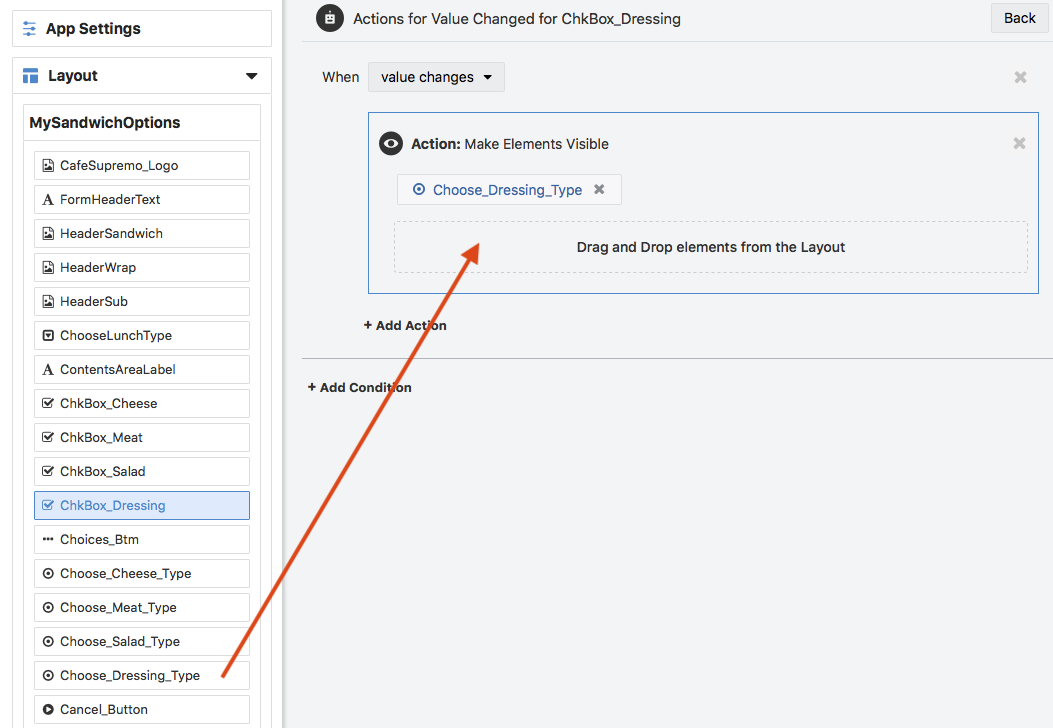 App Settings
Layout
MySandwichOptions
CafeSupremo_Logo
FormHeaderText
HeaderSandwich
HeaderWrap
HeaderSub
ChooseLunchType
ContentsAreaLabel
ChkBox_Cheese
ChkBox_Meat
ChkBox_Salad
ChkBox_Dressing
Choices_Btm
Choose_Cheese_Type
Choose_Meat_Type
Choose_Salad_Type
Choose_Dressing_Type
Cancel_Button
Actions for Value Changed for ChkBox_Dressing
Back
When value changes
Action: Make Elements Visible
Choose_Dressing_Type
Drag and Drop elements from the Layout
+ Add Action
+ Add Condition